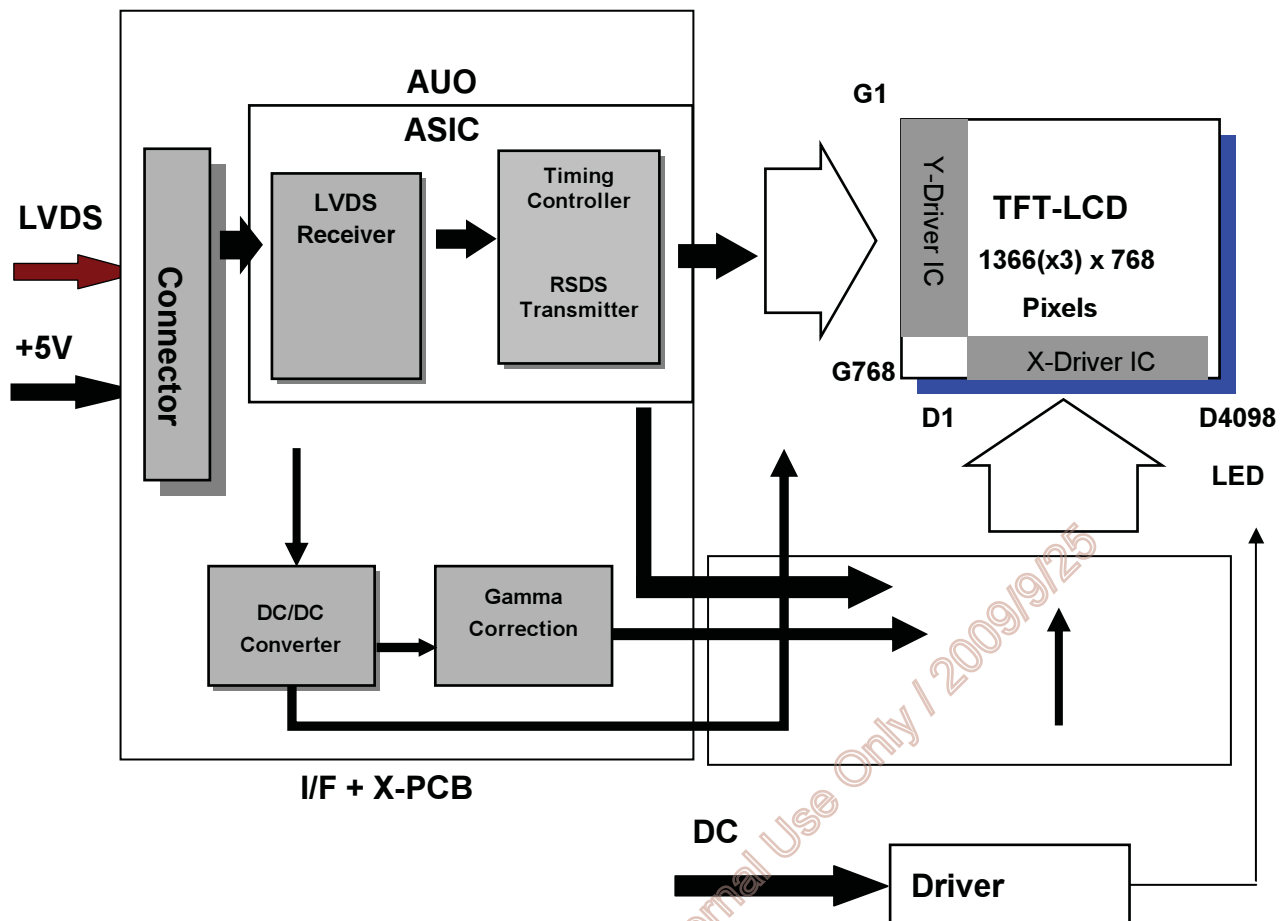 AUO
ASIC
G1
LVDS
+5V
Connector
LVDS
Receiver
Timing
Controller
RSDS
Transmitter
Y-Driver IC
TFT-LCD
1366(x3) x 768
Pixels
X-Driver IC
G768
D1
D4098
LED
DC/DC
Converter
Gamma
Correction
I/F + X-PCB
DC
Driver
Use Only / 2009/9/25